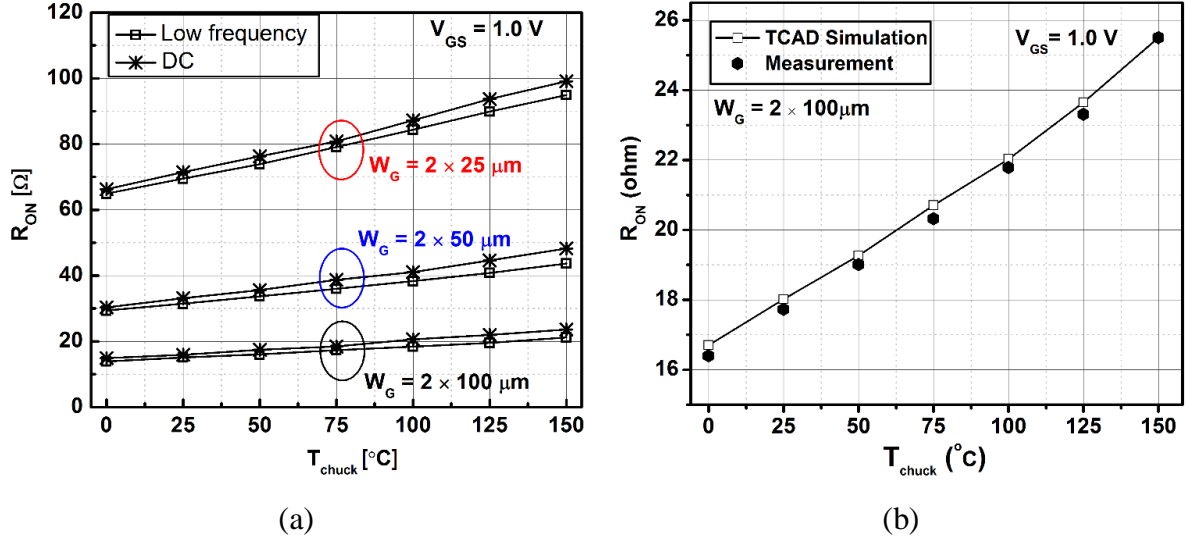 120
100
80
60
40
20
0
R_ON [Ω]
Low frequency
DC
V_GS = 1.0 V
W_G = 2 × 25 μm
W_G = 2 × 50 μm
W_G = 2 × 100 μm
0 25 50 75 100 125 150
T_chuck [°C]
(a)
26
24
22
20
18
16
R_ON (ohm)
TCAD Simulation
Measurement
V_GS = 1.0 V
W_G = 2 × 100μm
0 25 50 75 100 125 150
T_chuck (°C)
(b)